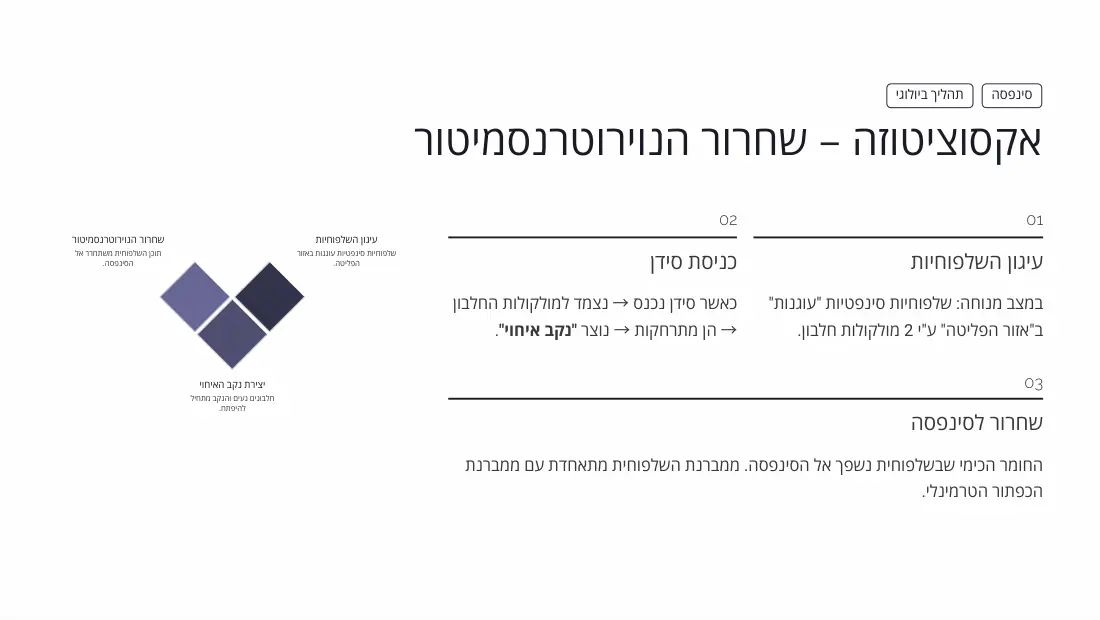 סינפסה
תהליך ביולוגי
אקסוציטוזה – שחרור הנוירוטרנסמיטור
01
עיגון השלפוחיות
במצב מנוחה: שלפוחיות סינפטיות "עוגנות"
ב"אזור הפליטה" ע"י 2 מולקולות חלבון.
02
כניסת סידן
כאשר סידן נכנס → נצמד למולקולות החלבון
→ הן מתרחקות → נוצר "נקב איחוי".
03
שחרור לסינפסה
החומר הכימי שבשלפוחית נשפך אל הסינפסה. ממברנת השלפוחית מתאחדת עם ממברנת
הכפתור הטרמינלי.
עיגון השלפוחיות
שלפוחיות סינפטיות עוגנות באזור
הפליטה.
שחרור הנוירוטרנסמיטור
תוכן השלפוחית משתחרר אל
הסינפסה.
יצירת נקב האיחוי
חלבונים נעים והנקב מתחיל
להיפתח.